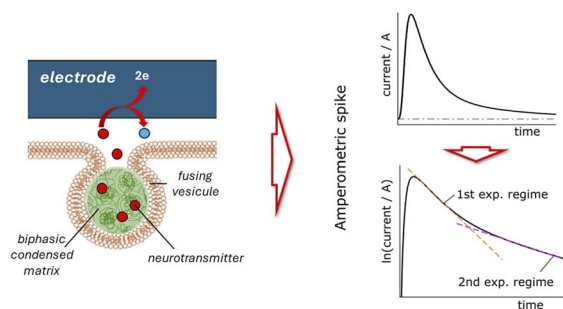 electrode
2e
fusing
vesicule
biphasic
condensed
matrix
neurotransmitter
Amperometric spike
current / A
time
ln(current / A)
1st exp. regime
2nd exp. regime
time